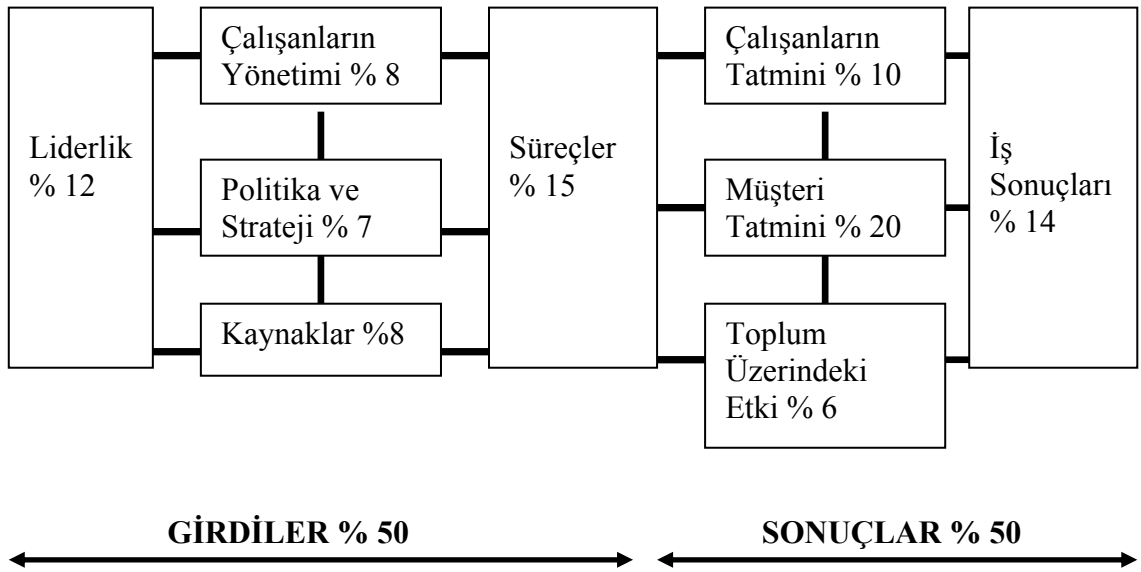 Liderlik
% 12
Çalışanların
Yönetimi % 8
Politika ve
Strateji % 7
Kaynaklar %8
Süreçler
% 15
Çalışanların
Tatmini % 10
Müşteri
Tatmini % 20
Toplum
Üzerindeki
Etki % 6
İş
Sonuçları
% 14
GİRDİLER % 50
SONUÇLAR % 50